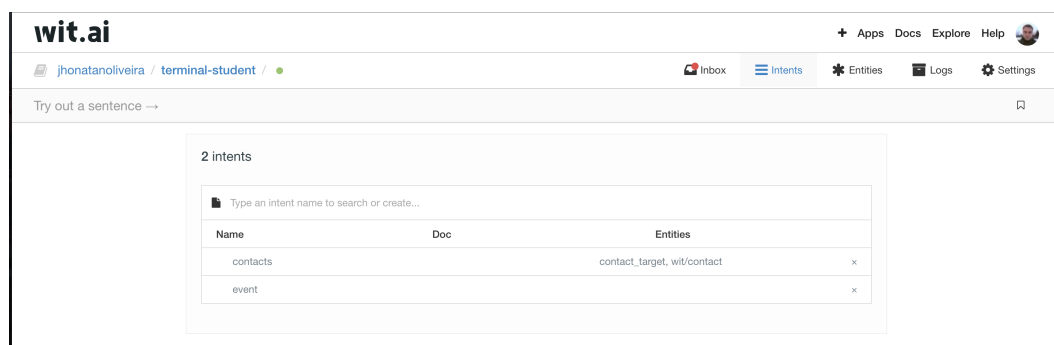 wit.ai
+ Apps Docs Explore Help
jhonatanoliveira / terminal-student /
Inbox Intents Entities Logs Settings
Try out a sentence →
2 intents
Type an intent name to search or create...
Name Doc Entities
contacts contact_target, wit/contact ×
event ×